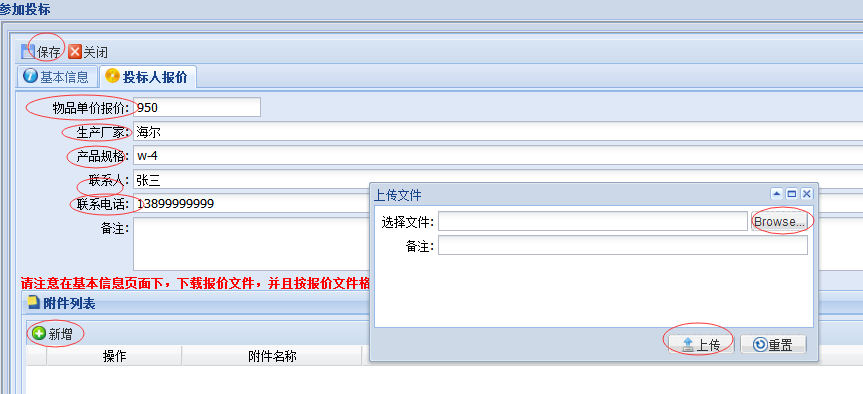 参加投标
保存 关闭
基本信息 投标人报价
物品单价报价: 950
生产厂家: 海尔
产品规格: w-4
联系人: 张三
联系电话: 13899999999
备注:
请注意在基本信息页面下，下载报价文件，并且按报价文件格
附件列表
新增
操作 附件名称
上传文件
选择文件: Browse...
备注:
上传 重置